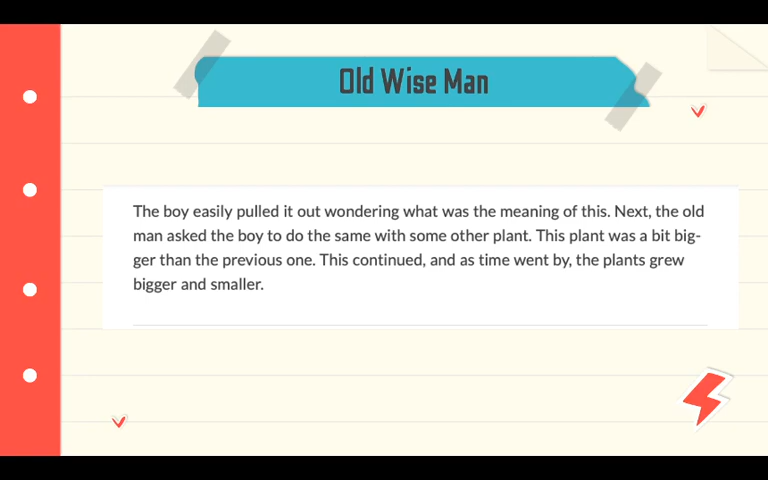 Old Wise Man
The boy easily pulled it out wondering what was the meaning of this. Next, the old
man asked the boy to do the same with some other plant. This plant was a bit big-
ger than the previous one. This continued, and as time went by, the plants grew
bigger and smaller.